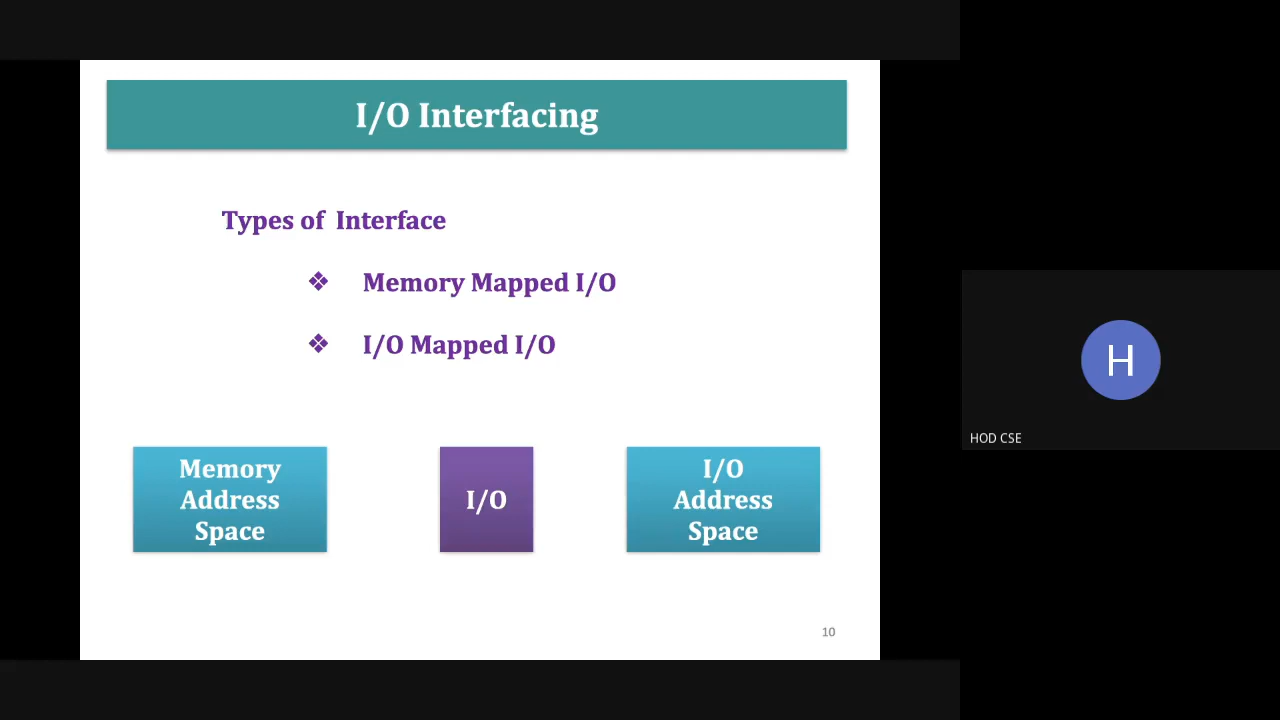 I/O Interfacing
Types of Interface
❖ Memory Mapped I/O
❖ I/O Mapped I/O
Memory
Address
Space
I/O
I/O
Address
Space
10
H
HOD CSE